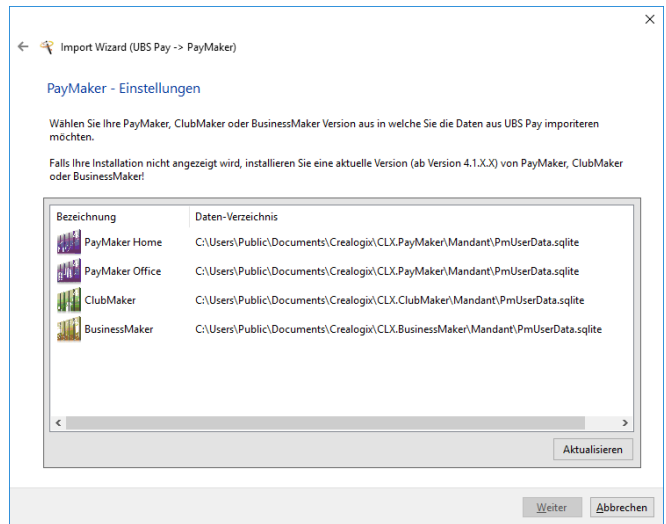 Import Wizard (UBS Pay -> PayMaker)
PayMaker - Einstellungen
Wählen Sie Ihre PayMaker, ClubMaker oder BusinessMaker Version aus in welche Sie die Daten aus UBS Pay importieren
möchten.
Falls Ihre Installation nicht angezeigt wird, installieren Sie eine aktuelle Version (ab Version 4.1.X.X) von PayMaker, ClubMaker
oder BusinessMaker!
Bezeichnung Daten-Verzeichnis
PayMaker Home C:\Users\Public\Documents\Crealogix\CLX.PayMaker\Mandant\PmUserData.sqlite
PayMaker Office C:\Users\Public\Documents\Crealogix\CLX.PayMaker\Mandant\PmUserData.sqlite
ClubMaker C:\Users\Public\Documents\Crealogix\CLX.ClubMaker\Mandant\PmUserData.sqlite
BusinessMaker C:\Users\Public\Documents\Crealogix\CLX.BusinessMaker\Mandant\PmUserData.sqlite
Aktualisieren
Weiter Abbrechen